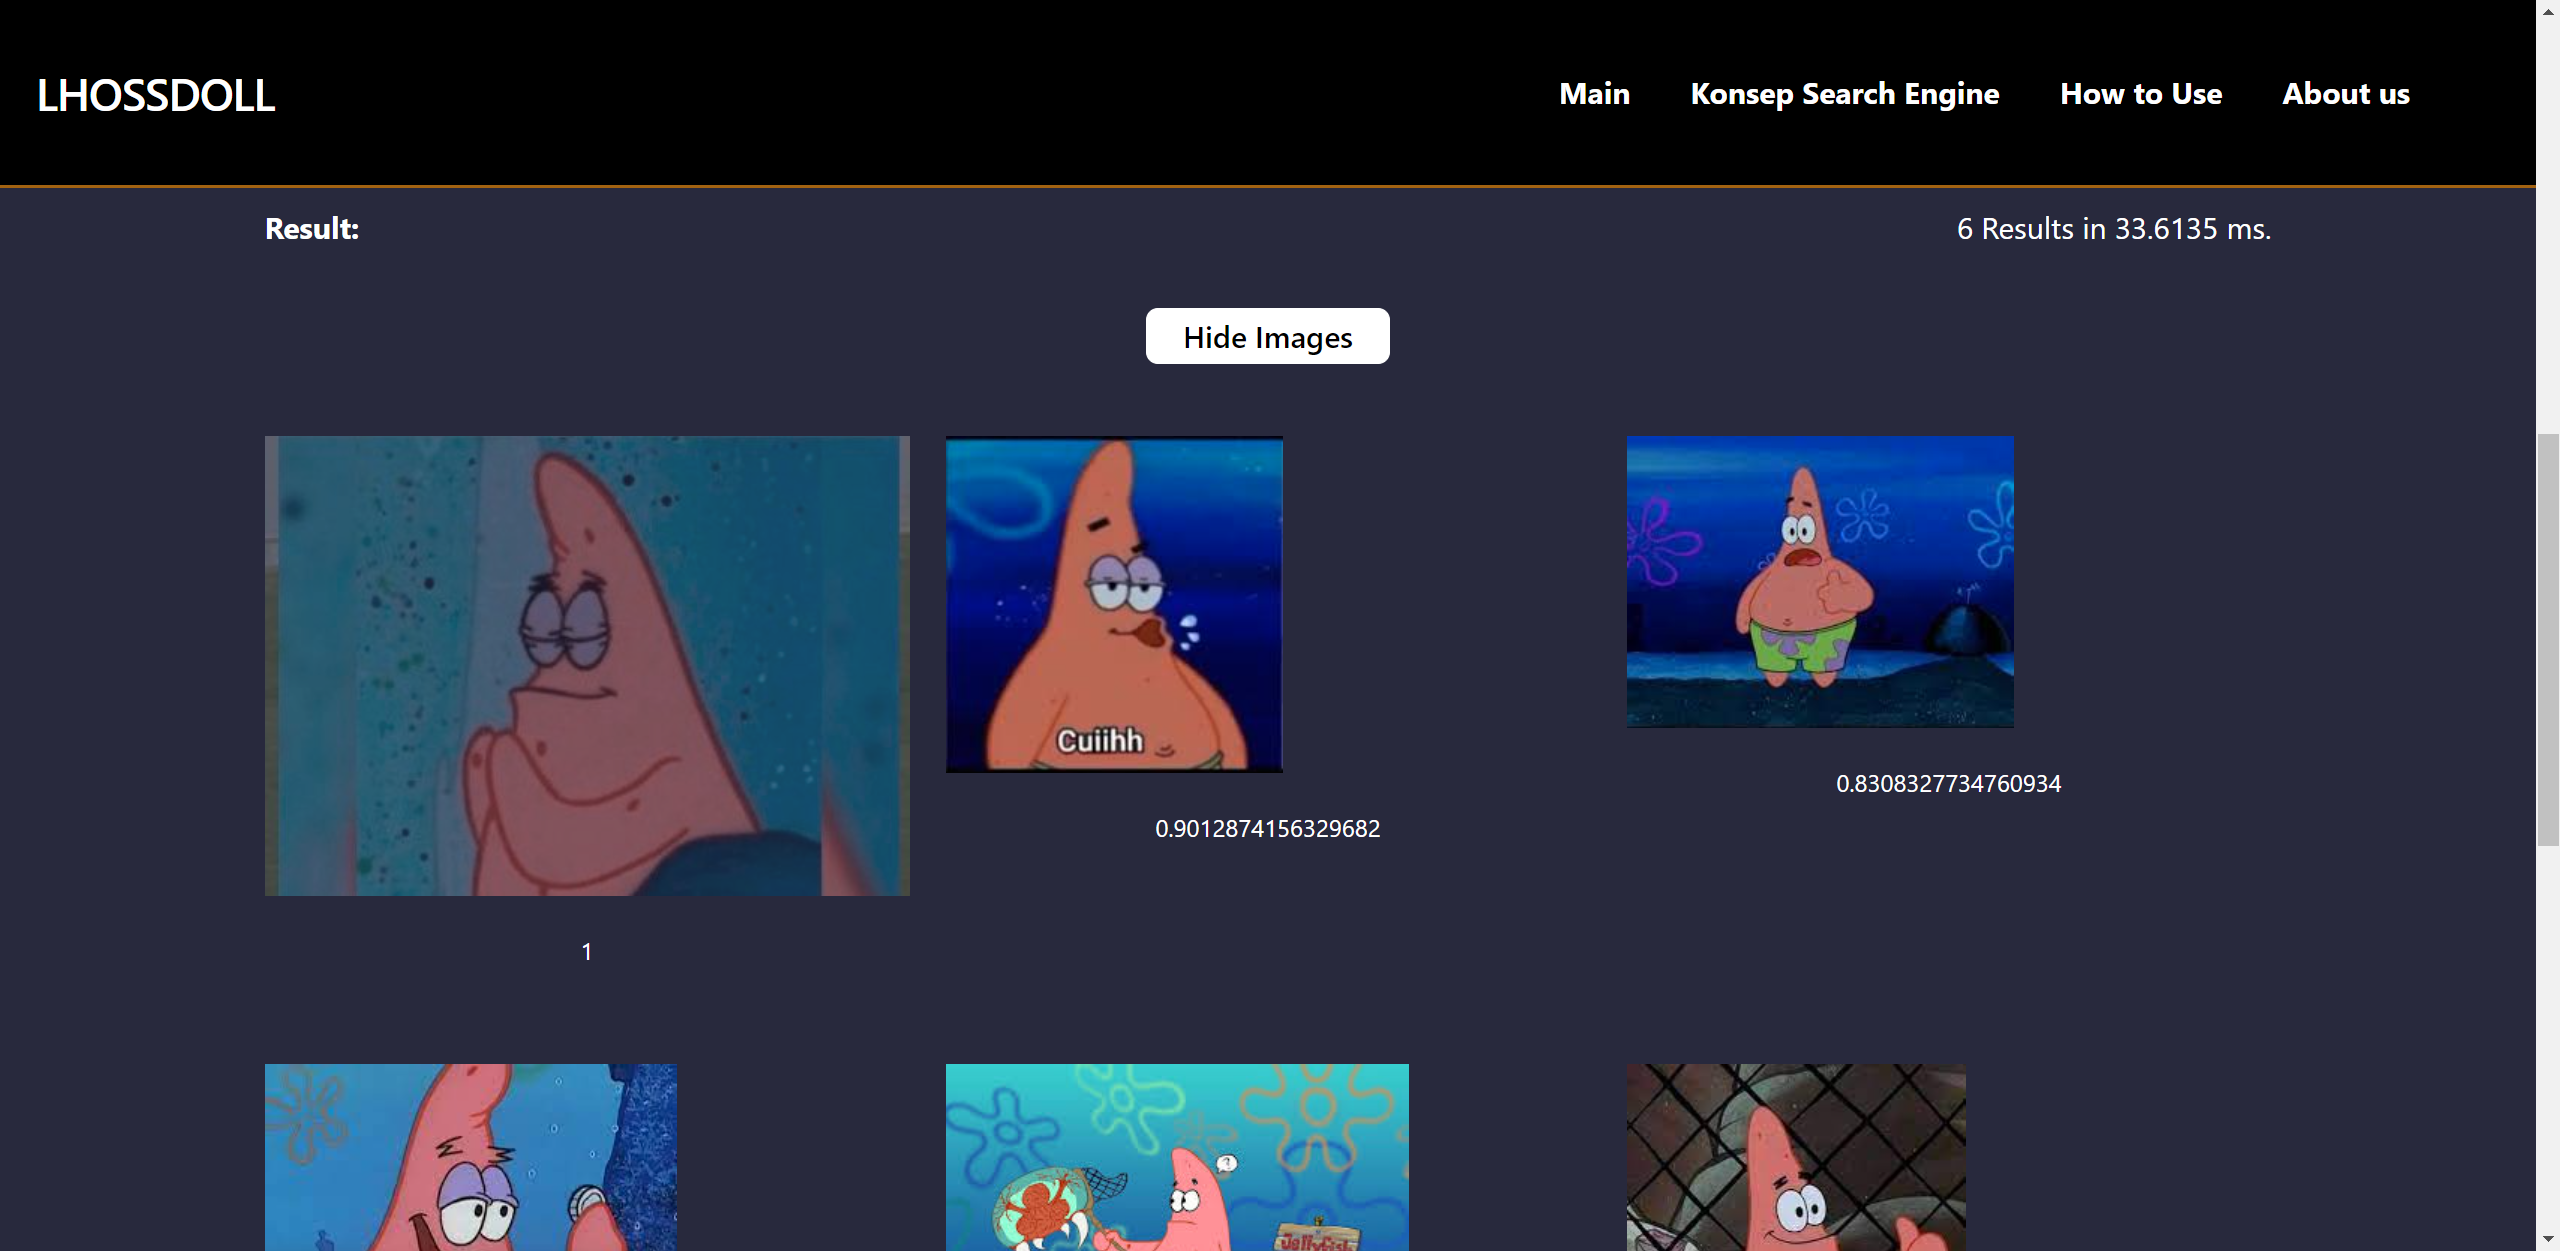 LHOSSDOLL
Main Konsep Search Engine How to Use About us
Result:
6 Results in 33.6135 ms.
Hide Images
Cuiihh
0.8308327734760934
0.9012874156329682
1
?
Jellyfish